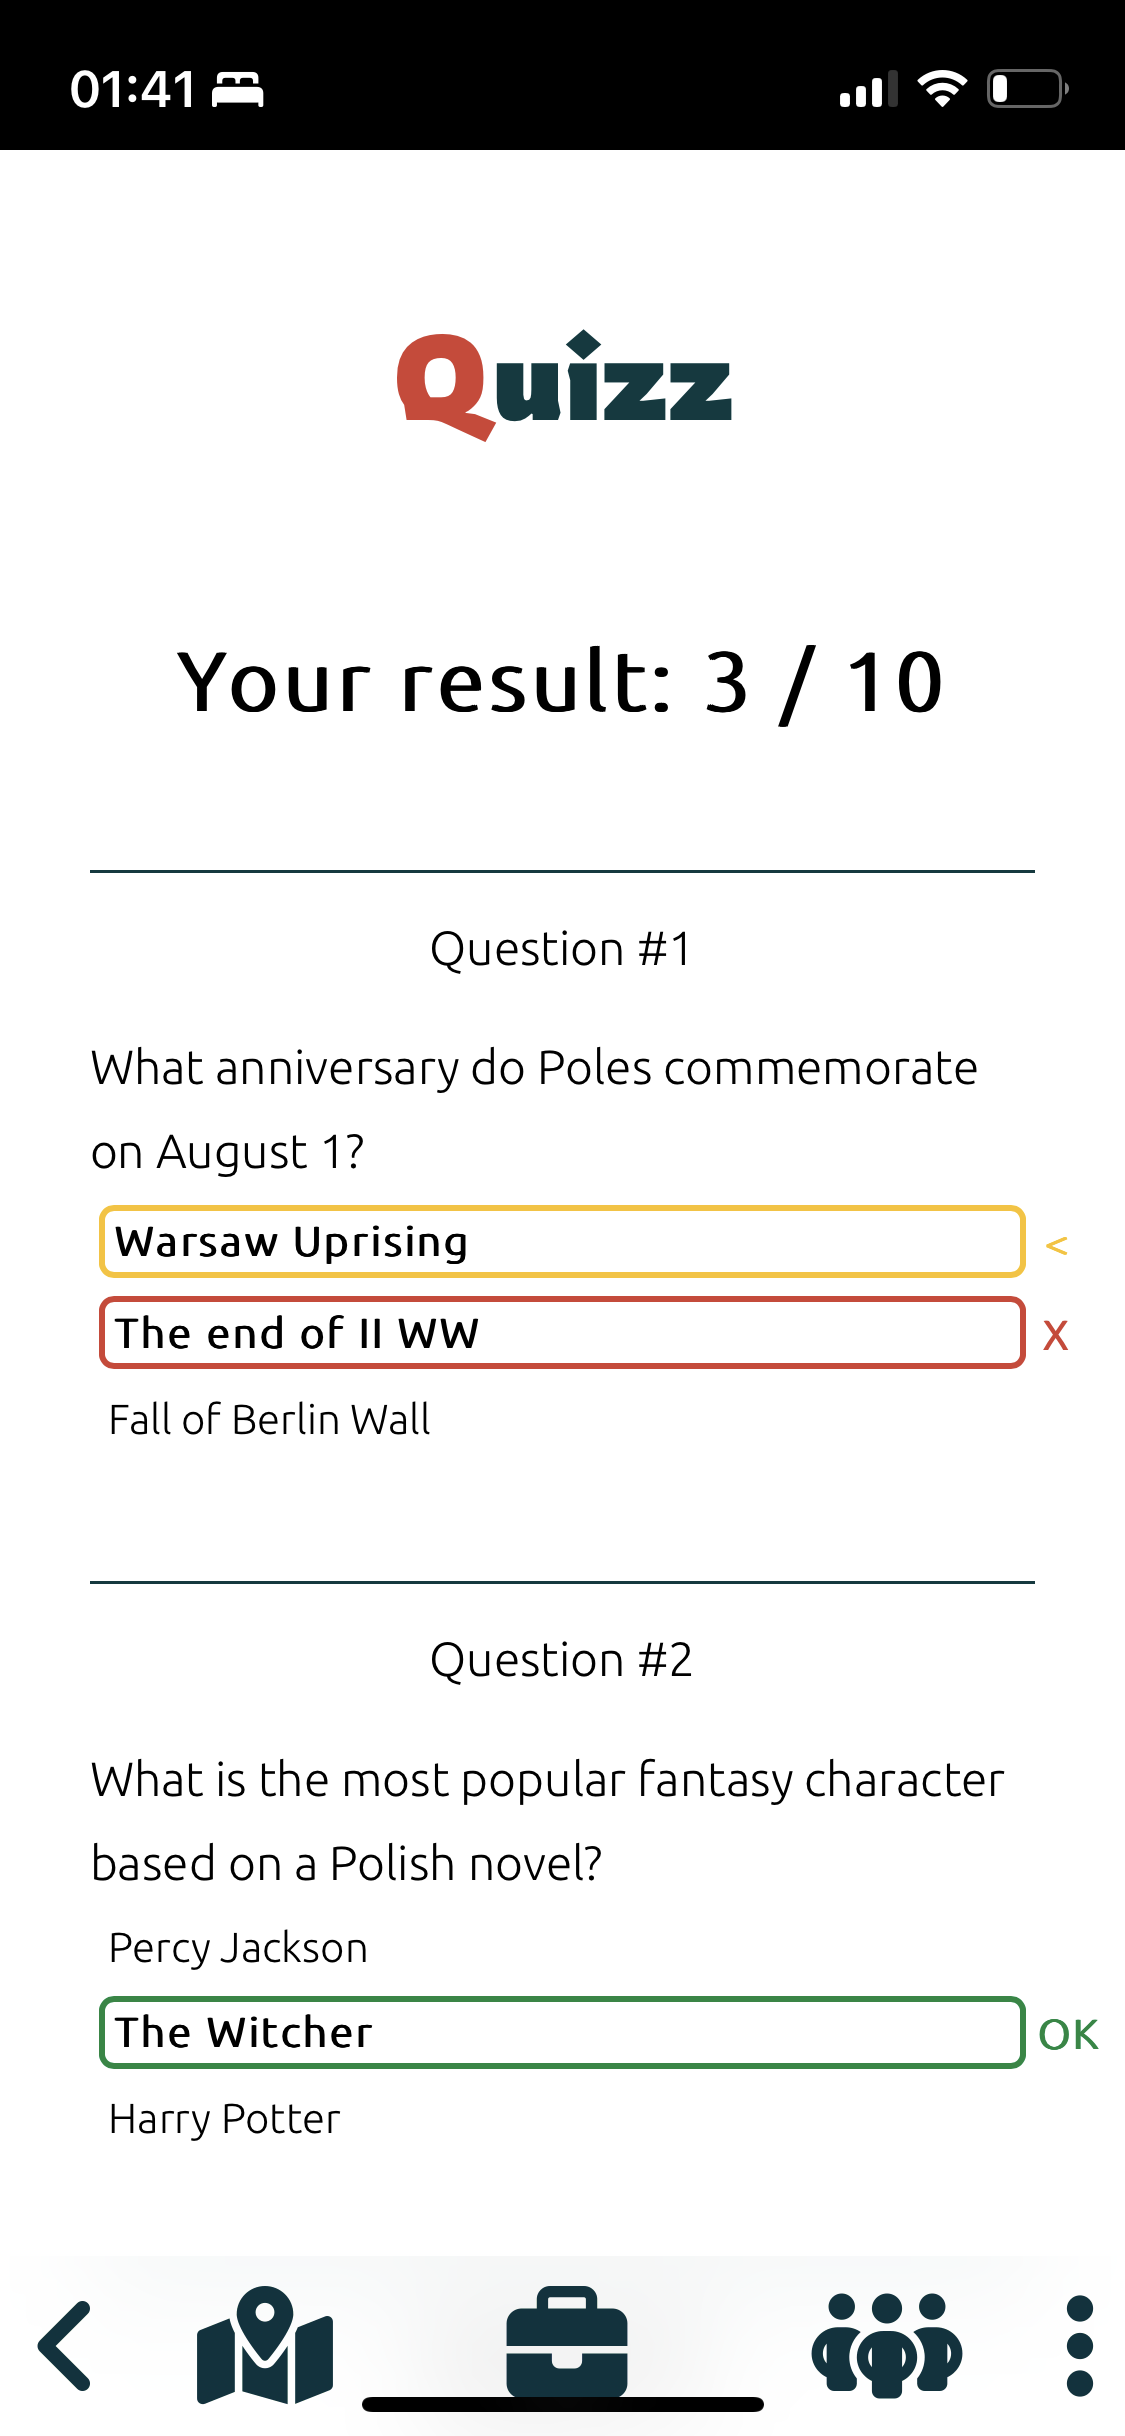 01:41
Quizz
Your result: 3 / 10
Question #1
What anniversary do Poles commemorate
on August 1?
Warsaw Uprising <
The end of II WW X
Fall of Berlin Wall
Question #2
What is the most popular fantasy character
based on a Polish novel?
Percy Jackson
The Witcher OK
Harry Potter